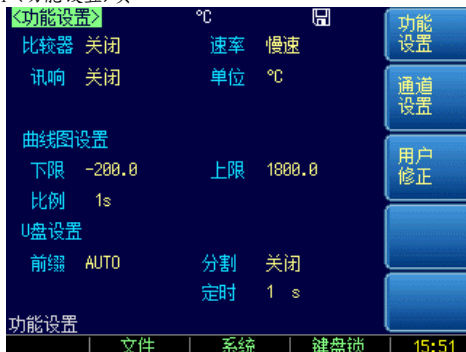 <功能设置> ℃
比较器 关闭 速率 慢速
讯响 关闭 单位 ℃
曲线图设置
下限 -200.0 上限 1800.0
比例 1s
U盘设置
前缀 AUTO 分割 关闭
定时 1 s
功能设置
功能
设置
通道
设置
用户
修正
文件 系统 键盘锁 15:51